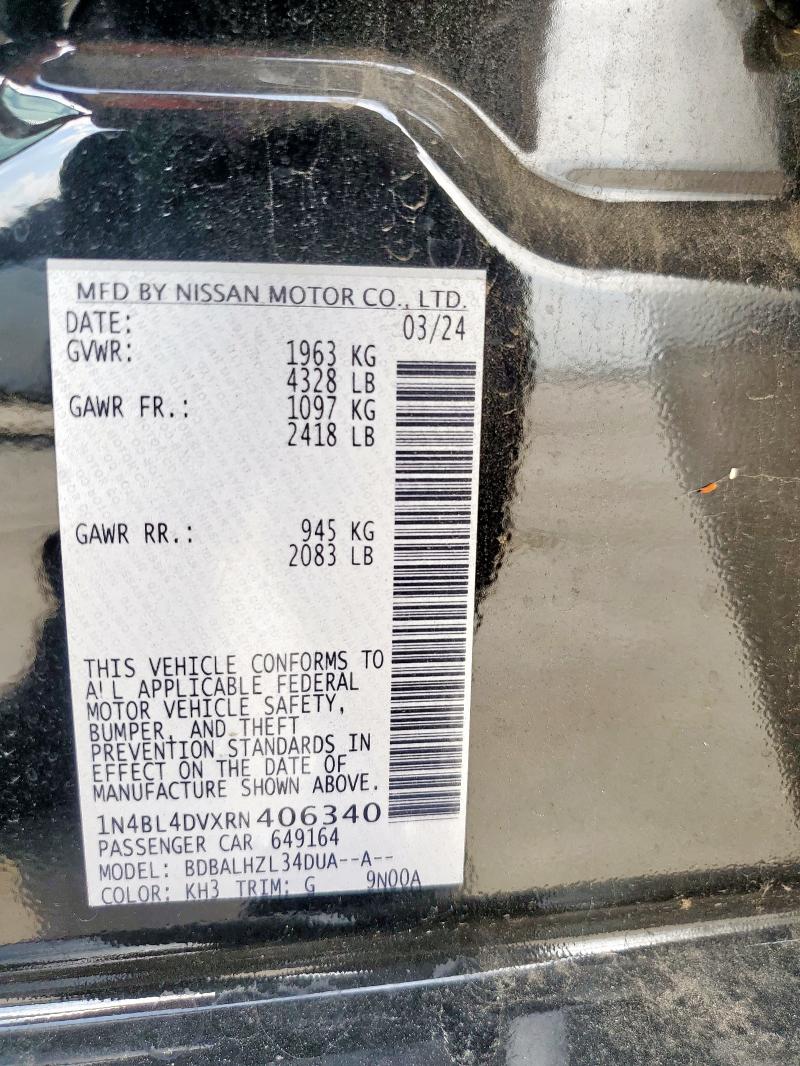 MFD BY NISSAN MOTOR CO., LTD.
DATE: 03/24
GVWR: 1963 KG
4328 LB
GAWR FR.: 1097 KG
2418 LB
GAWR RR.: 945 KG
2083 LB
THIS VEHICLE CONFORMS TO
ALL APPLICABLE FEDERAL
MOTOR VEHICLE SAFETY,
BUMPER, AND THEFT
PREVENTION STANDARDS IN
EFFECT ON THE DATE OF
MANUFACTURE SHOWN ABOVE.
1N4BL4DVXRN406340
PASSENGER CAR 649164
MODEL: BDBALHZL34DUA--A--
COLOR: KH3 TRIM: G 9N00A